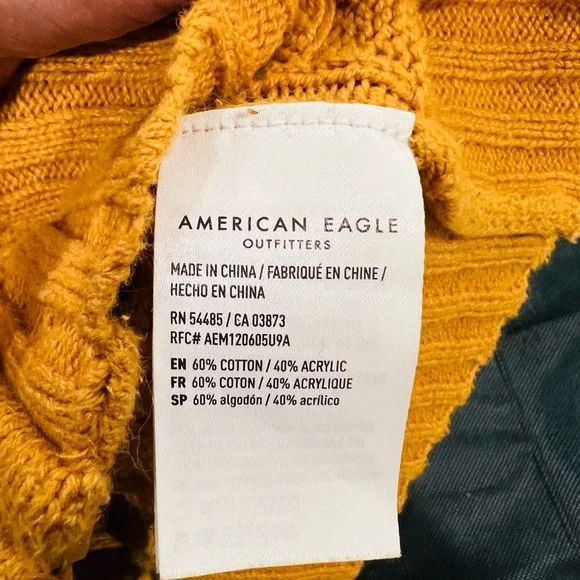 AMERICAN EAGLE
OUTFITTERS
MADE IN CHINA / FABRIQUÉ EN CHINE /
HECHO EN CHINA
RN 54485 / CA 03873
RFC# AEM120605U9A
EN 60% COTTON / 40% ACRYLIC
FR 60% COTON / 40% ACRYLIQUE
SP 60% algodón / 40% acrílico